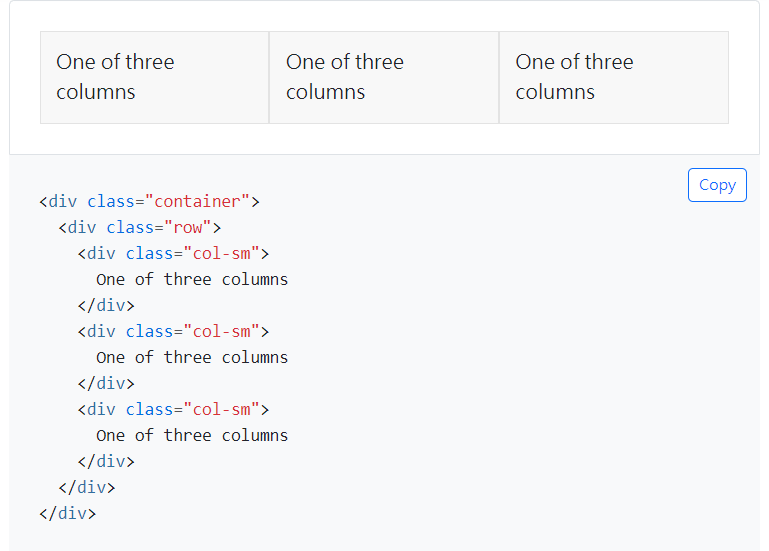 One of three One of three One of three
columns columns columns
Copy
<div class="container">
  <div class="row">
    <div class="col-sm">
      One of three columns
    </div>
    <div class="col-sm">
      One of three columns
    </div>
    <div class="col-sm">
      One of three columns
    </div>
  </div>
</div>